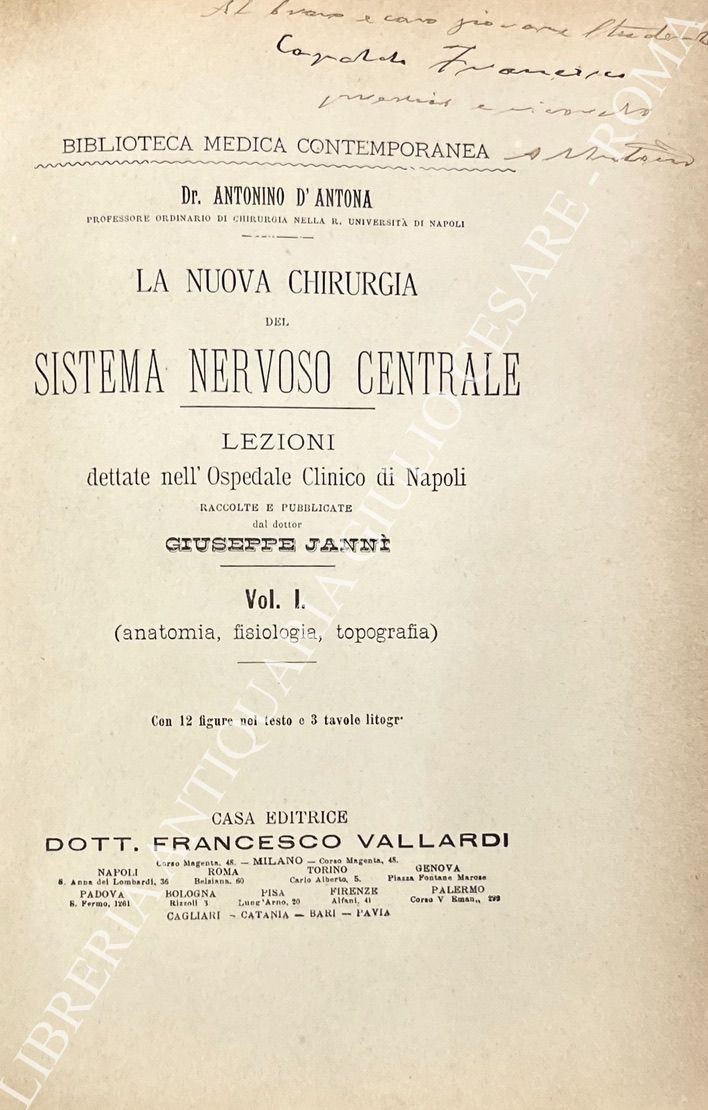 Al bravo e caro giovane Studente
Francesco
BIBLIOTECA MEDICA CONTEMPORANEA
Dr. ANTONINO D' ANTONA
PROFESSORE ORDINARIO DI CHIRURGIA NELLA R. UNIVERSITÀ DI NAPOLI
LA NUOVA CHIRURGIA
DEL
SISTEMA NERVOSO CENTRALE
LEZIONI
dettate nell' Ospedale Clinico di Napoli
RACCOLTE E PUBBLICATE
dal dottor
GIUSEPPE JANNÌ
Vol. I.
(anatomia, fisiologia, topografia)
Con 12 figure nel testo e 3 tavole litogr.
CASA EDITRICE
DOTT. FRANCESCO VALLARDI
Corso Magenta, 48. — MILANO — Corso Magenta, 48.
NAPOLI ROMA TORINO GENOVA
S. Anna dei Lombardi, 36 Belsiana, 60 Carlo Alberto, 5. Piazza Fontane Marose
PADOVA BOLOGNA PISA FIRENZE PALERMO
S. Fermo, 1261 Rizzoli 3 Lung'Arno, 20 Alfani, 41 Corso V Eman., 299
CAGLIARI — CATANIA — BARI — PAVIA
LIBRERIA ANTIQUARIA GIULIO CESARE - ROMA